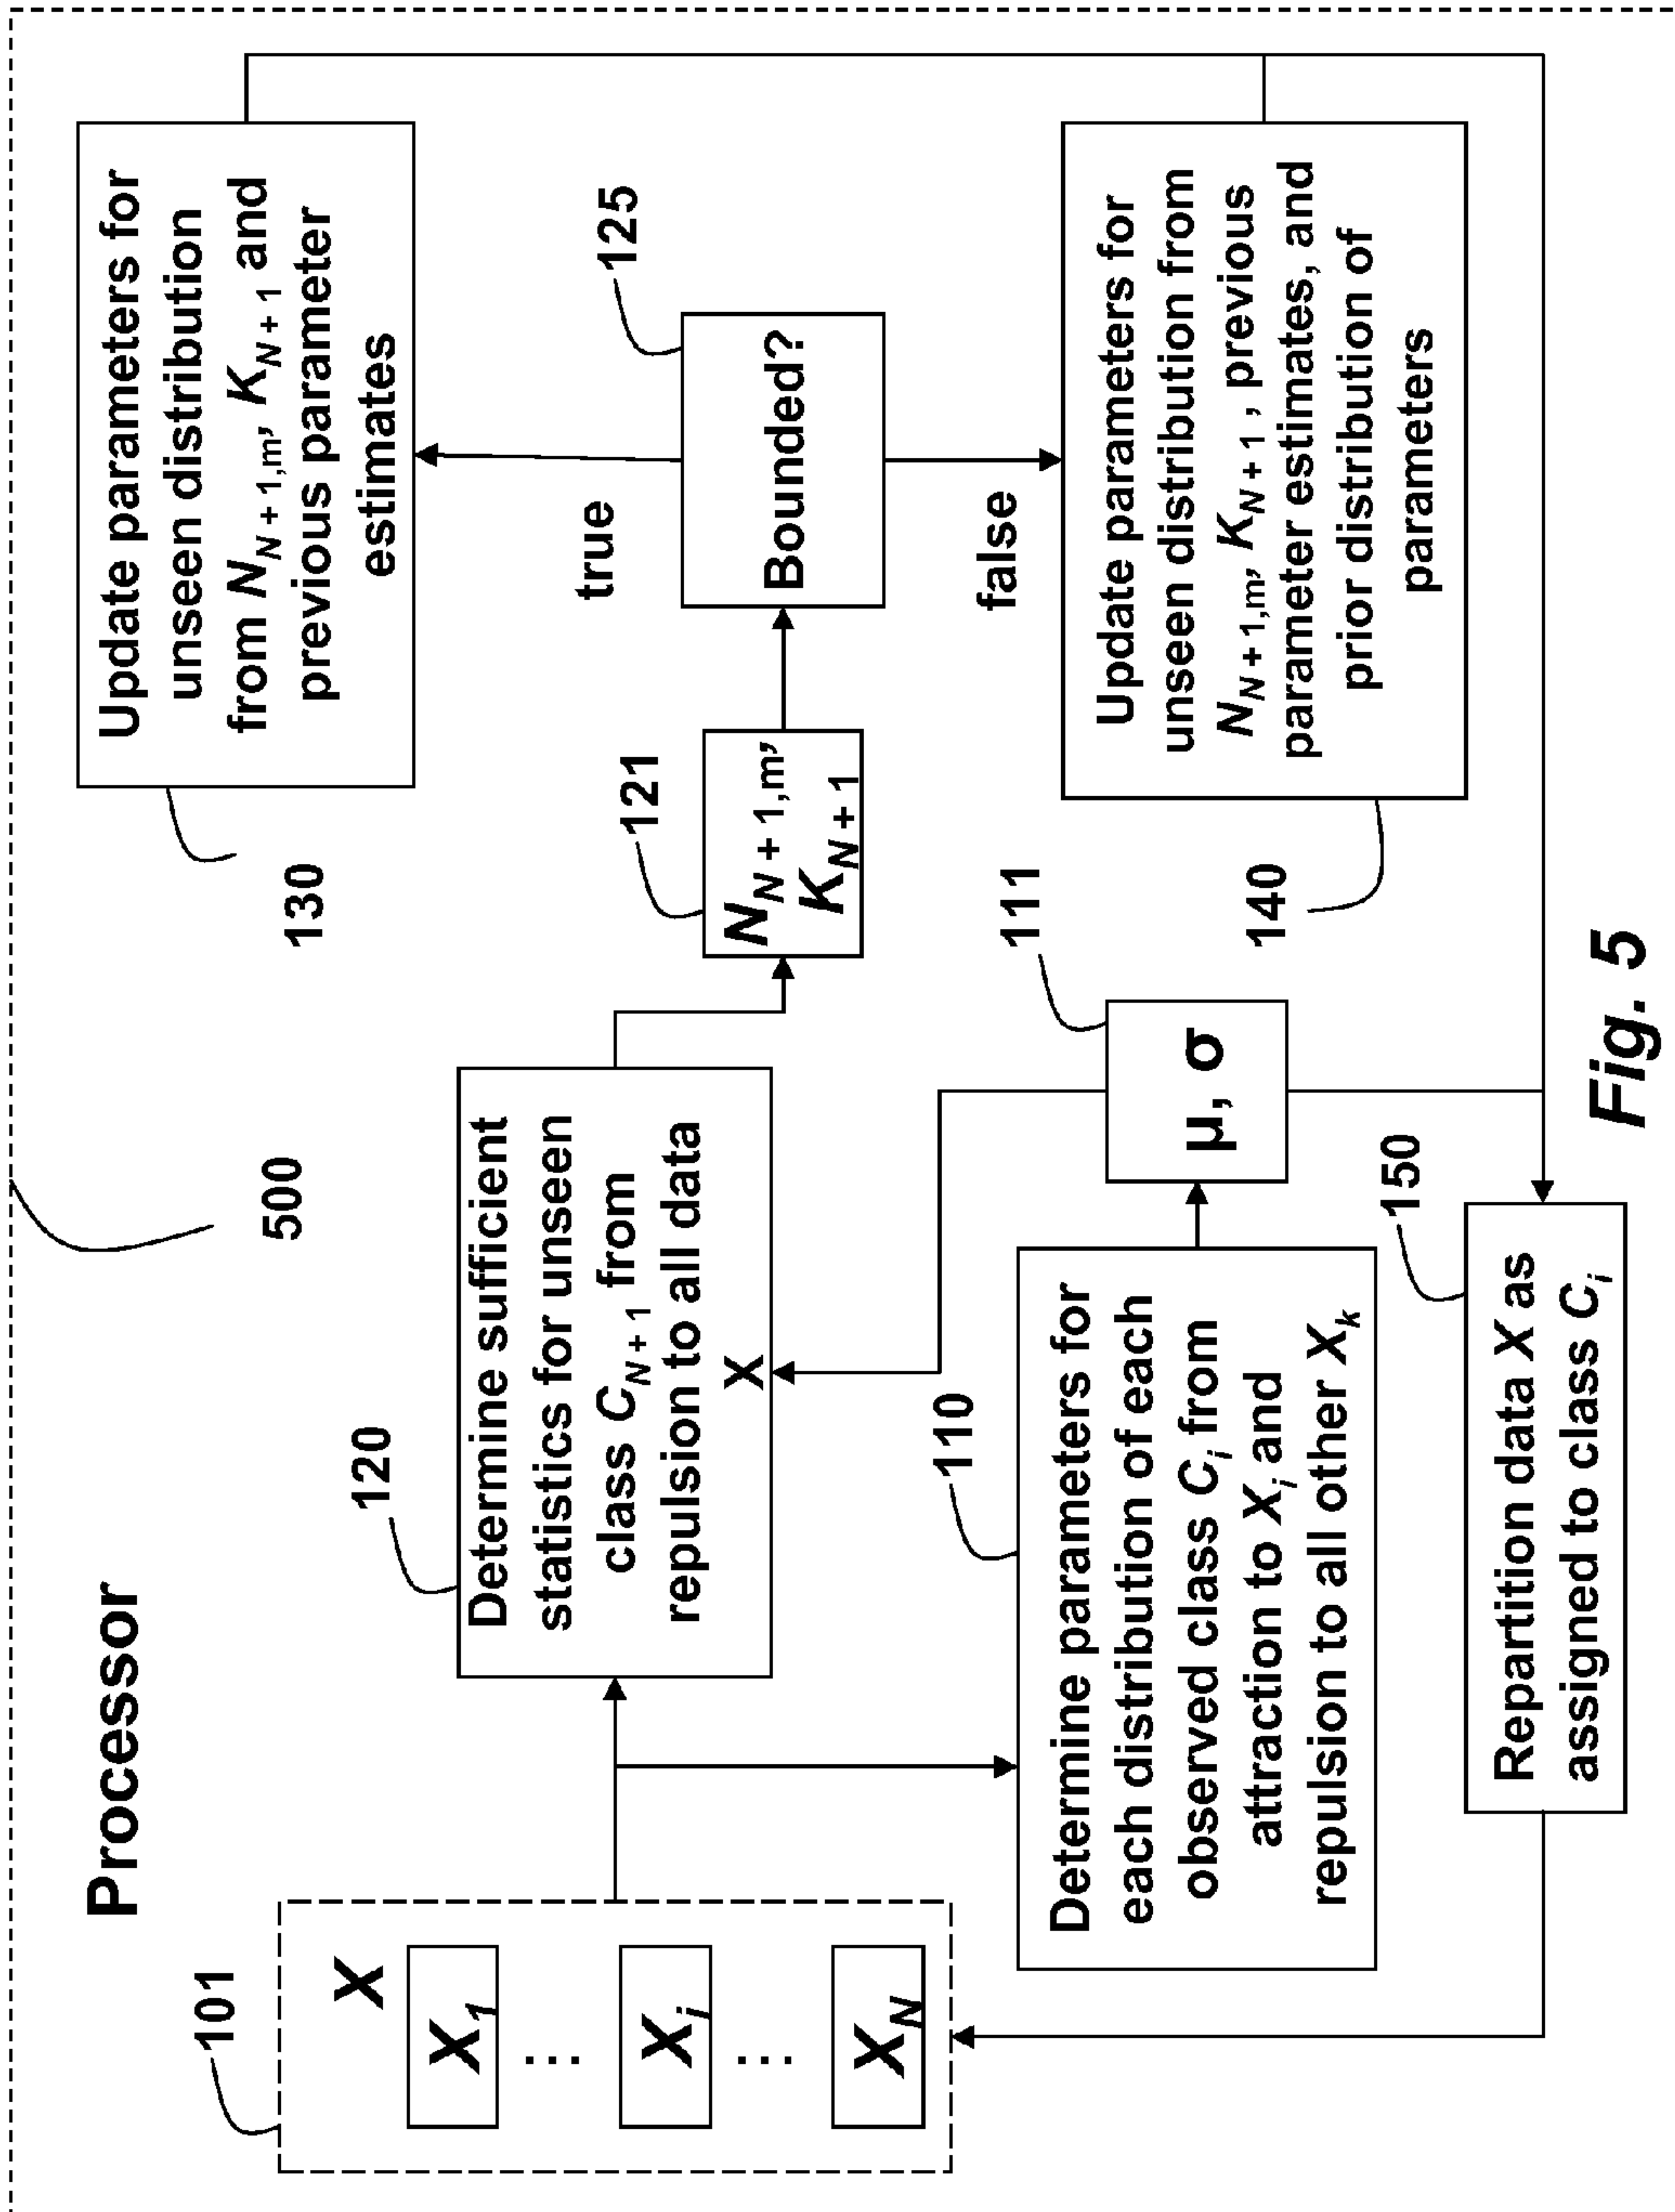 Processor
500
101
X
X1
...
Xi
...
XN
120
Determine sufficient
statistics for unseen
class CN + 1 from
repulsion to all data
X
110
Determine parameters for
each distribution of each
observed class Ci from
attraction to Xi and
repulsion to all other Xk
111
μ, σ
121
NN + 1,m,
KN + 1
125
Bounded?
true
false
130
Update parameters for
unseen distribution
from NN + 1,m, KN + 1 and
previous parameter
estimates
140
Update parameters for
unseen distribution from
NN + 1,m, KN + 1 , previous
parameter estimates, and
prior distribution of
parameters
150
Repartition data X as
assigned to class Ci
Fig. 5